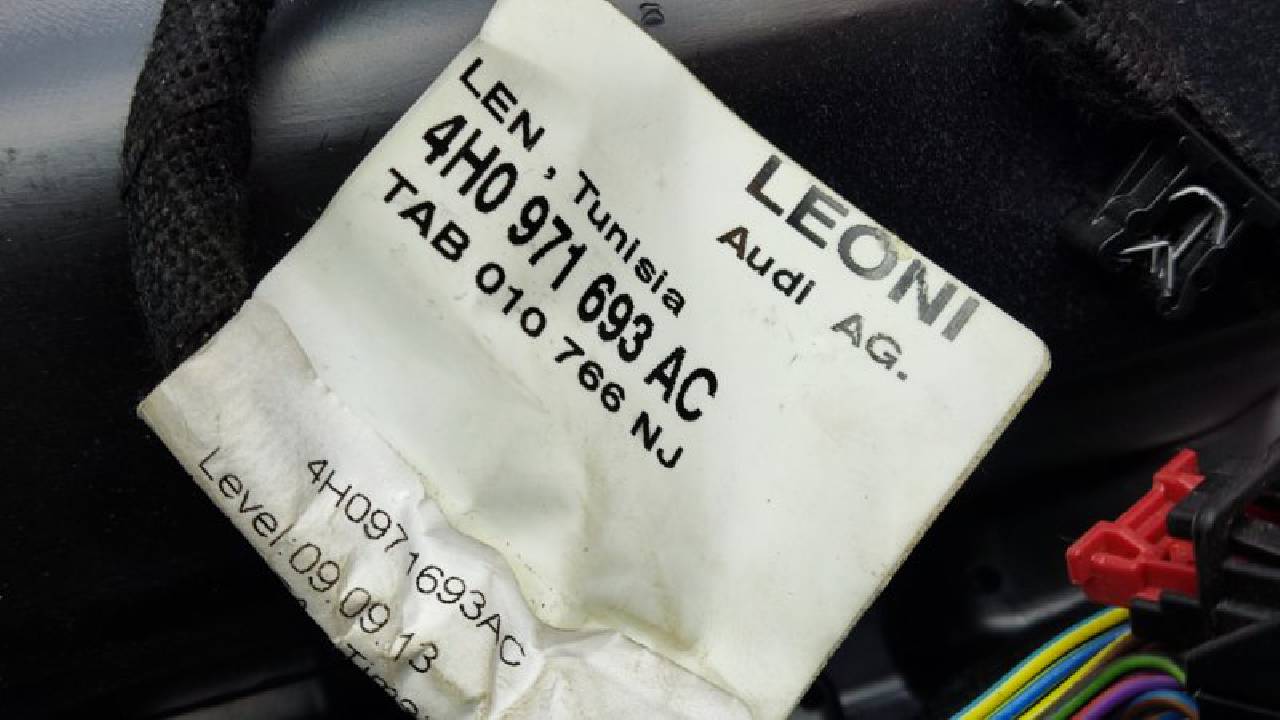 LEONI
Audi AG.
LEN , Tunisia
4H0 971 693 AC
TAB 010 766 NJ
4H0971693AC
Level:09.09.13